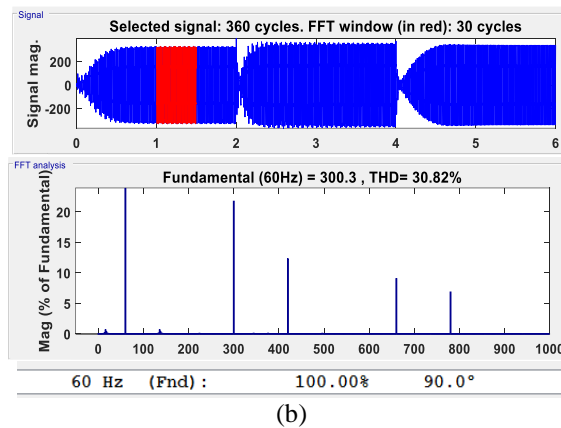 Signal
Selected signal: 360 cycles. FFT window (in red): 30 cycles
Signal mag.
200
0
-200
0 1 2 3 4 5 6
FFT analysis
Fundamental (60Hz) = 300.3 , THD= 30.82%
Mag (% of Fundamental)
20
15
10
5
0
0 100 200 300 400 500 600 700 800 900 1000
60 Hz (Fnd): 100.00% 90.0°
(b)